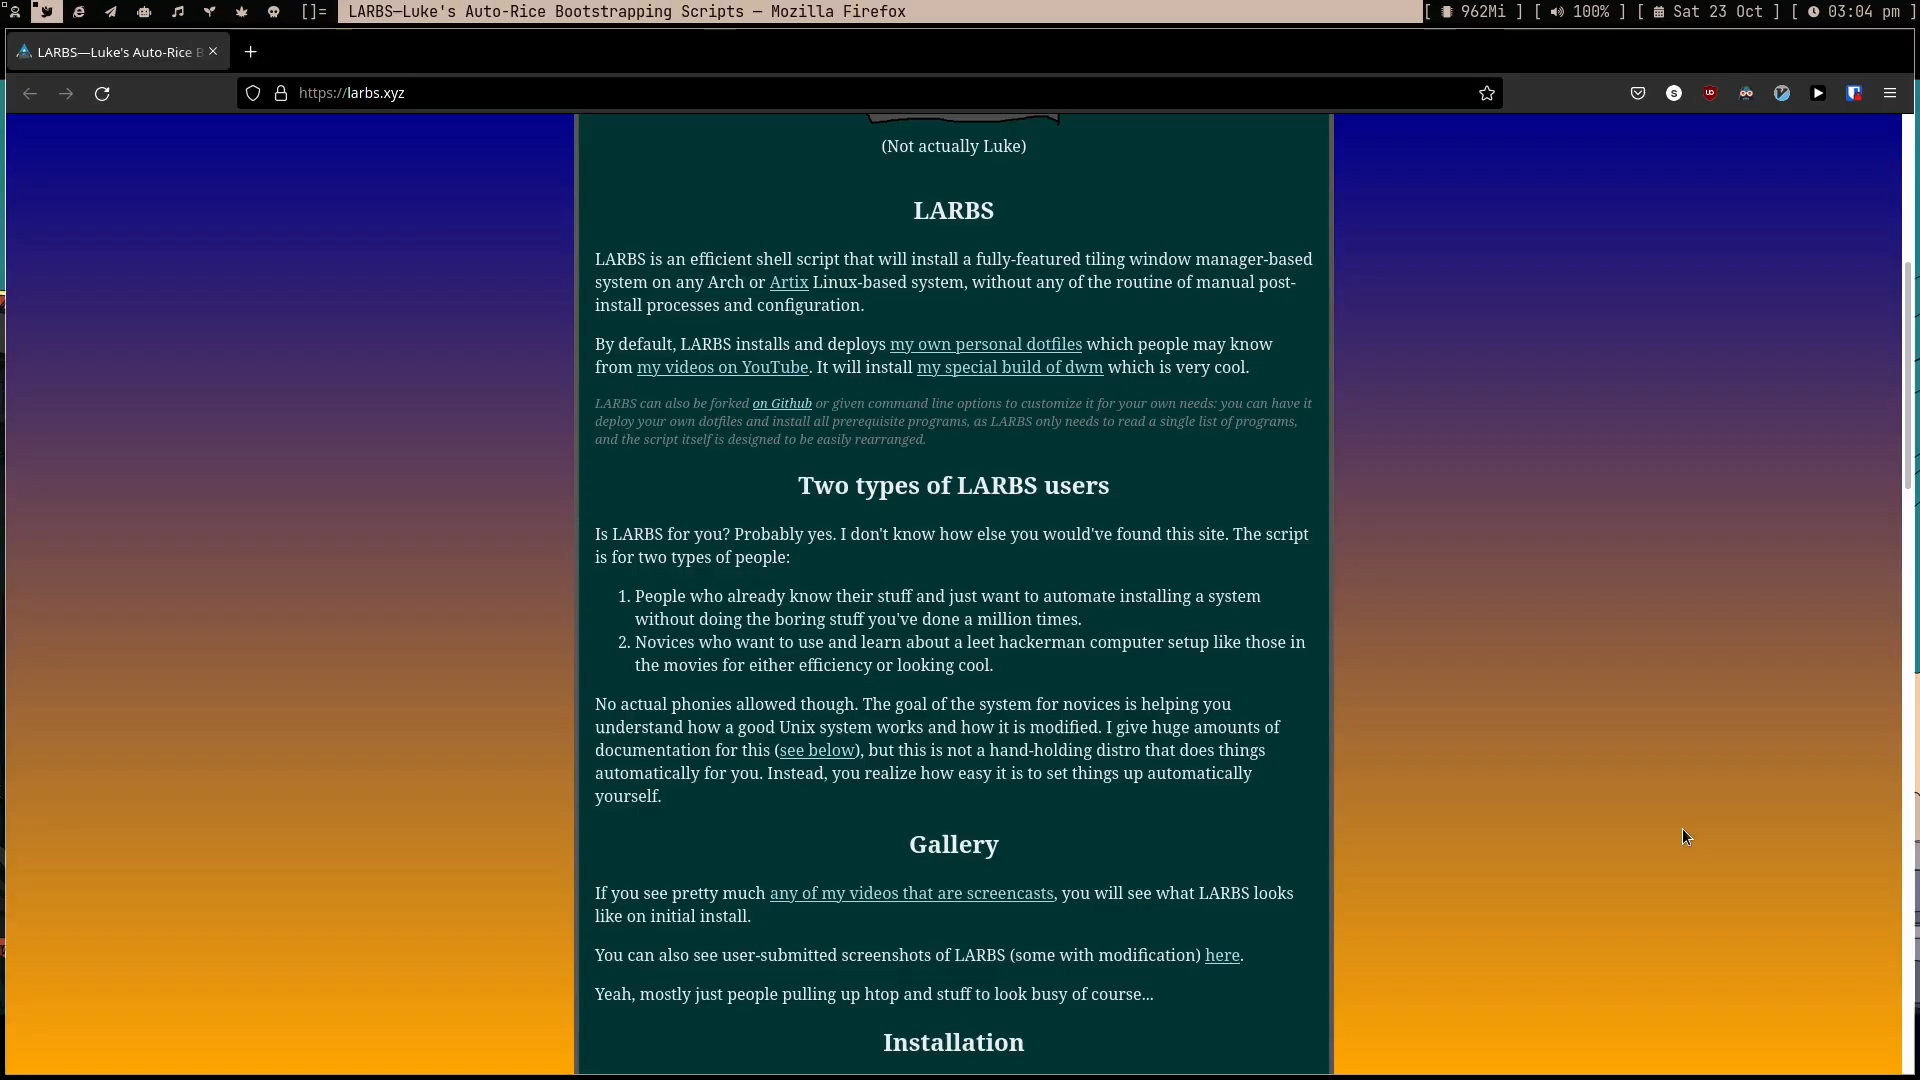 []= LARBS—Luke's Auto-Rice Bootstrapping Scripts — Mozilla Firefox [ 962Mi ] [ 100% ] [ Sat 23 Oct ] [ 03:04 pm ]
LARBS—Luke's Auto-Rice B
https://larbs.xyz
(Not actually Luke)
LARBS
LARBS is an efficient shell script that will install a fully-featured tiling window manager-based
system on any Arch or Artix Linux-based system, without any of the routine of manual post-
install processes and configuration.
By default, LARBS installs and deploys my own personal dotfiles which people may know
from my videos on YouTube. It will install my special build of dwm which is very cool.
LARBS can also be forked on Github or given command line options to customize it for your own needs: you can have it
deploy your own dotfiles and install all prerequisite programs, as LARBS only needs to read a single list of programs,
and the script itself is designed to be easily rearranged.
Two types of LARBS users
Is LARBS for you? Probably yes. I don't know how else you would've found this site. The script
is for two types of people:
1. People who already know their stuff and just want to automate installing a system
without doing the boring stuff you've done a million times.
2. Novices who want to use and learn about a leet hackerman computer setup like those in
the movies for either efficiency or looking cool.
No actual phonies allowed though. The goal of the system for novices is helping you
understand how a good Unix system works and how it is modified. I give huge amounts of
documentation for this (see below), but this is not a hand-holding distro that does things
automatically for you. Instead, you realize how easy it is to set things up automatically
yourself.
Gallery
If you see pretty much any of my videos that are screencasts, you will see what LARBS looks
like on initial install.
You can also see user-submitted screenshots of LARBS (some with modification) here.
Yeah, mostly just people pulling up htop and stuff to look busy of course...
Installation